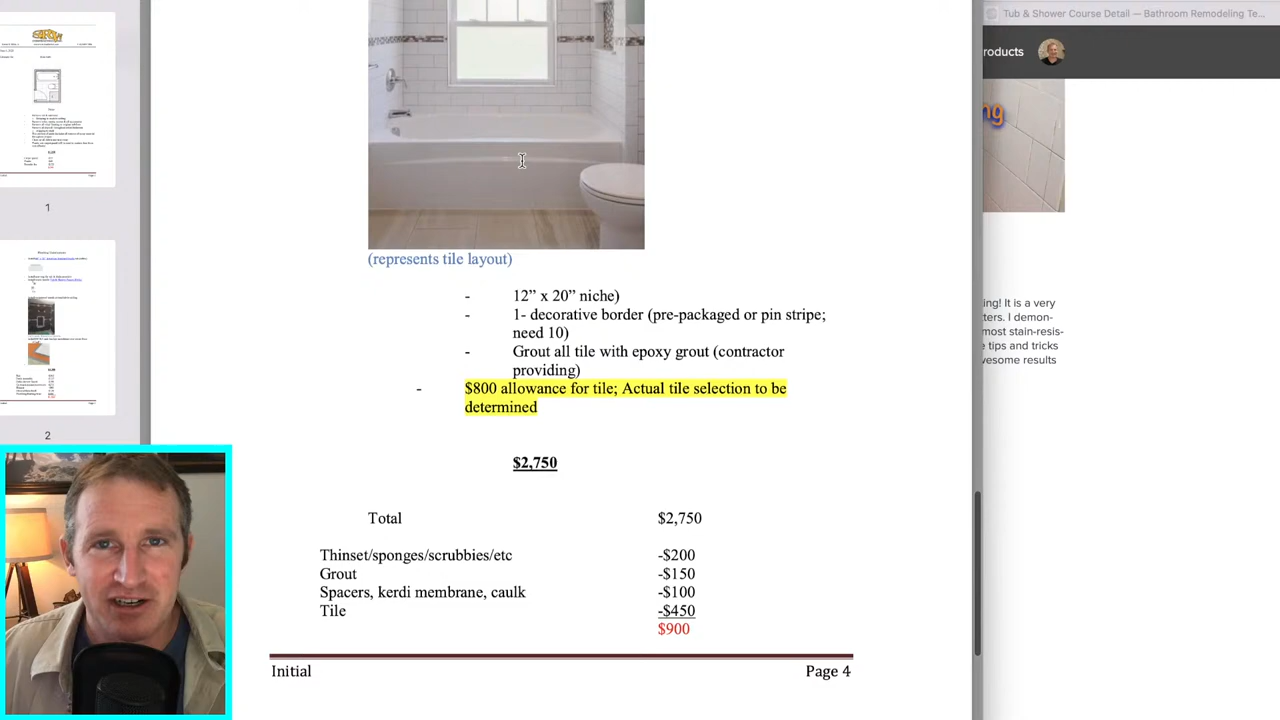 Tub & Shower Course Detail — Bathroom Remodeling Te...
roducts
ng
1
2
ing! It is a very
ters. I demon-
most stain-resis-
e tips and tricks
wesome results
(represents tile layout)
- 12” x 20” niche)
- 1- decorative border (pre-packaged or pin stripe;
need 10)
- Grout all tile with epoxy grout (contractor
providing)
- $800 allowance for tile; Actual tile selection to be
determined
$2,750
Total $2,750
Thinset/sponges/scrubbies/etc -$200
Grout -$150
Spacers, kerdi membrane, caulk -$100
Tile -$450
$900
Initial Page 4